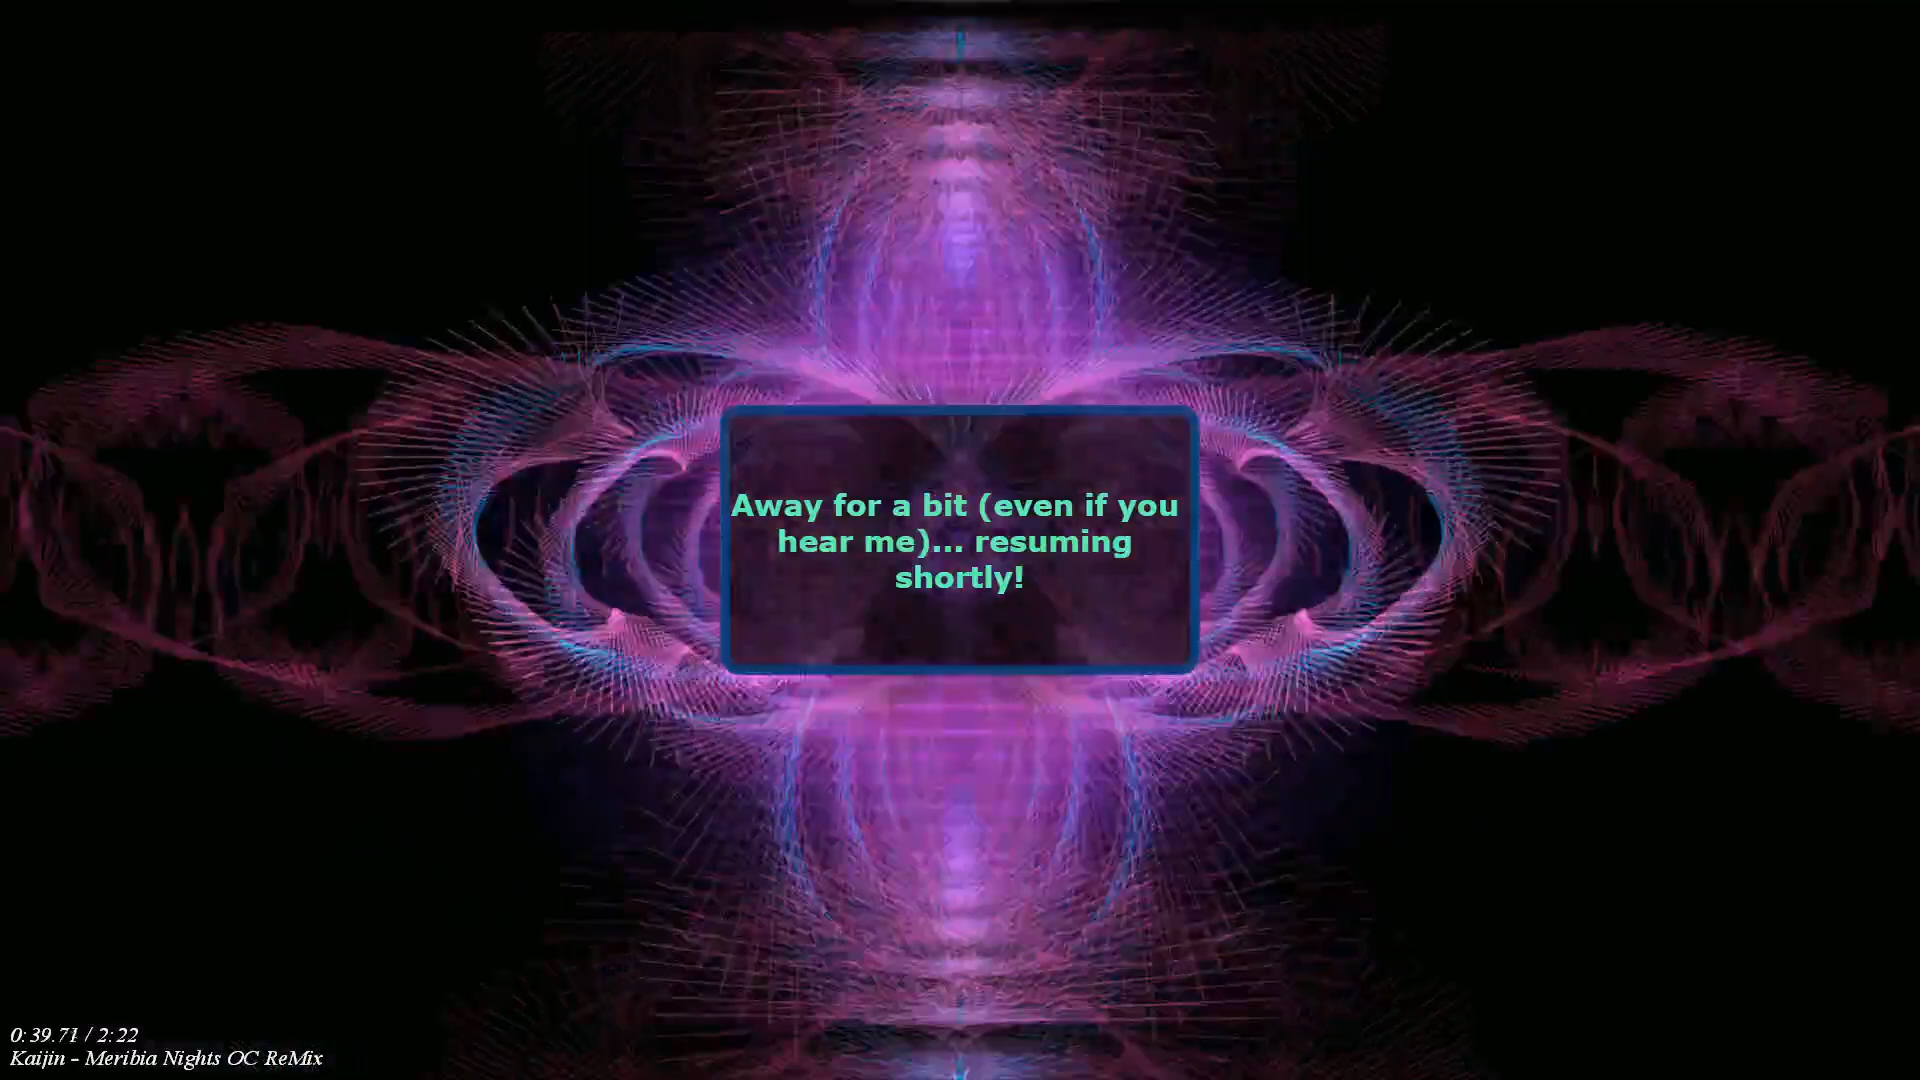 Away for a bit (even if you
hear me)... resuming
shortly!
0:39.71 / 2:22
Kaijin - Meribia Nights OC ReMix